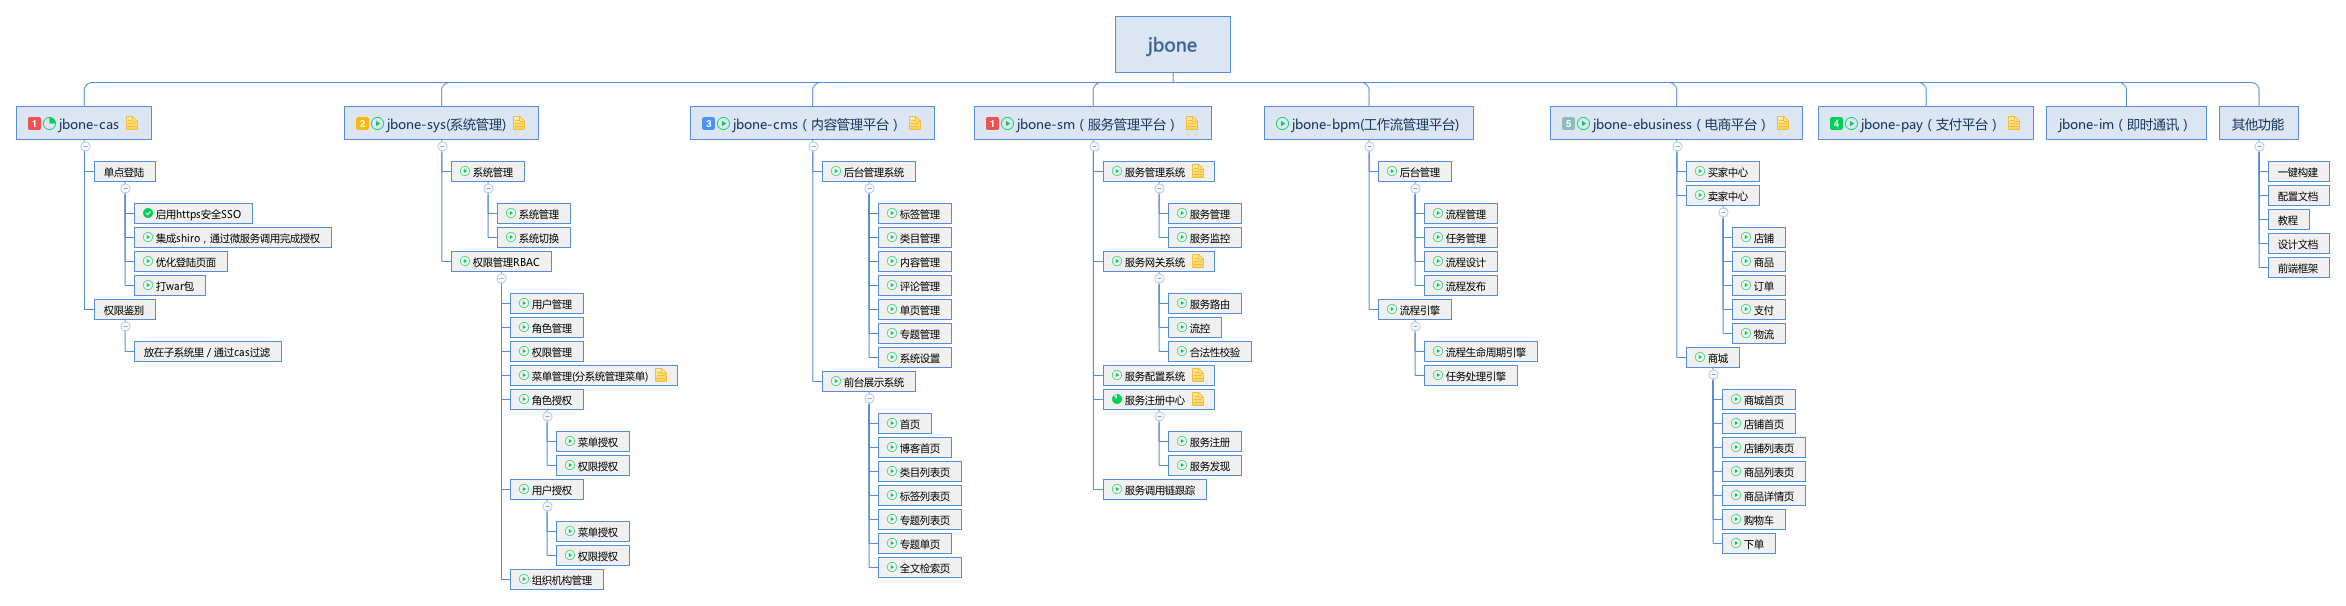 jbone
1 jbone-cas
单点登陆
启用https安全SSO
集成shiro，通过微服务调用完成授权
优化登陆页面
打war包
权限鉴别
放在子系统里 / 通过cas过滤
2 jbone-sys(系统管理)
系统管理
系统管理
系统切换
权限管理RBAC
用户管理
角色管理
权限管理
菜单管理(分系统管理菜单)
角色授权
菜单授权
权限授权
用户授权
菜单授权
权限授权
组织机构管理
3 jbone-cms（内容管理平台）
后台管理系统
标签管理
类目管理
内容管理
评论管理
单页管理
专题管理
系统设置
前台展示系统
首页
博客首页
类目列表页
标签列表页
专题列表页
专题单页
全文检索页
1 jbone-sm（服务管理平台）
服务管理系统
服务管理
服务监控
服务网关系统
服务路由
流控
合法性校验
服务配置系统
服务注册中心
服务注册
服务发现
服务调用链跟踪
jbone-bpm(工作流管理平台)
后台管理
流程管理
任务管理
流程设计
流程发布
流程引擎
流程生命周期引擎
任务处理引擎
5 jbone-ebusiness（电商平台）
买家中心
卖家中心
店铺
商品
订单
支付
物流
商城
商城首页
店铺首页
店铺列表页
商品列表页
商品详情页
购物车
下单
4 jbone-pay（支付平台）
jbone-im（即时通讯）
其他功能
一键构建
配置文档
教程
设计文档
前端框架